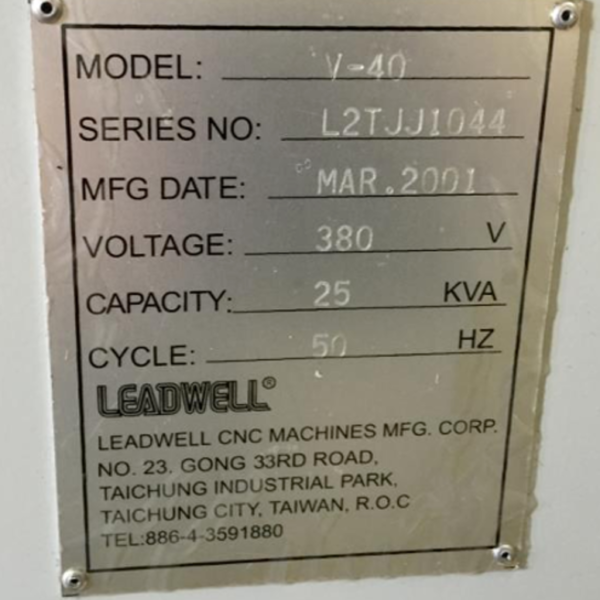 MODEL: V-40
SERIES NO: L2TJJ1044
MFG DATE: MAR.2001
VOLTAGE: 380 V
CAPACITY: 25 KVA
CYCLE: 50 HZ
LEADWELL®
LEADWELL CNC MACHINES MFG. CORP.
NO. 23. GONG 33RD ROAD,
TAICHUNG INDUSTRIAL PARK,
TAICHUNG CITY, TAIWAN, R.O.C
TEL:886-4-3591880